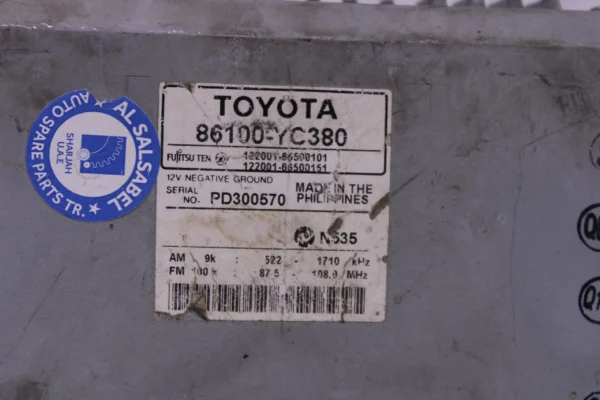 AL SALSABEL
AUTO SPARE PARTS TR.
SHARJAH
U.A.E
TOYOTA
86100-YC380
FUJITSU TEN 122001-86500101
122001-86500151
12V NEGATIVE GROUND
SERIAL NO. PD300570
MADE IN THE PHILIPPINES
N535
AM 9k : 522 - 1710 kHz
FM 100k : 87.5 - 108.0 MHz